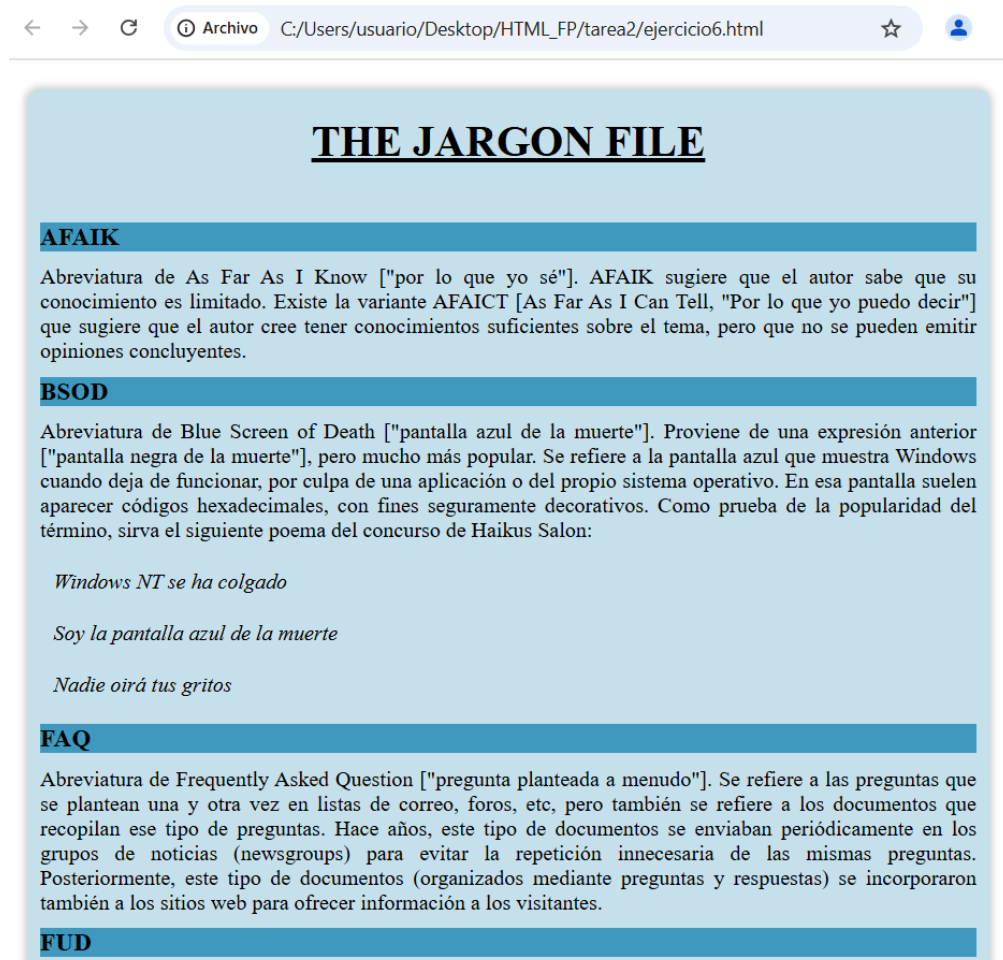 Archivo C:/Users/usuario/Desktop/HTML_FP/tarea2/ejercicio6.html
THE JARGON FILE
AFAIK
Abreviatura de As Far As I Know ["por lo que yo sé"]. AFAIK sugiere que el autor sabe que su
conocimiento es limitado. Existe la variante AFAICT [As Far As I Can Tell, "Por lo que yo puedo decir"]
que sugiere que el autor cree tener conocimientos suficientes sobre el tema, pero que no se pueden emitir
opiniones concluyentes.
BSOD
Abreviatura de Blue Screen of Death ["pantalla azul de la muerte"]. Proviene de una expresión anterior
["pantalla negra de la muerte"], pero mucho más popular. Se refiere a la pantalla azul que muestra Windows
cuando deja de funcionar, por culpa de una aplicación o del propio sistema operativo. En esa pantalla suelen
aparecer códigos hexadecimales, con fines seguramente decorativos. Como prueba de la popularidad del
término, sirva el siguiente poema del concurso de Haikus Salon:
Windows NT se ha colgado
Soy la pantalla azul de la muerte
Nadie oirá tus gritos
FAQ
Abreviatura de Frequently Asked Question ["pregunta planteada a menudo"]. Se refiere a las preguntas que
se plantean una y otra vez en listas de correo, foros, etc, pero también se refiere a los documentos que
recopilan ese tipo de preguntas. Hace años, este tipo de documentos se enviaban periódicamente en los
grupos de noticias (newsgroups) para evitar la repetición innecesaria de las mismas preguntas.
Posteriormente, este tipo de documentos (organizados mediante preguntas y respuestas) se incorporaron
también a los sitios web para ofrecer información a los visitantes.
FUD